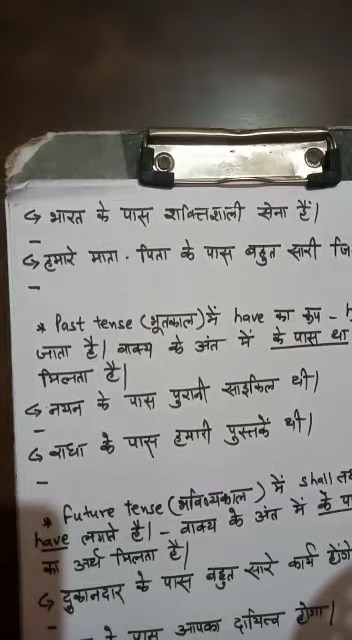 ↳ भारत के पास शक्तिशाली सेना हैं।
–
↳ हमारे माता - पिता के पास बहुत सारी
–
* Past tense (भूतकाल) में have का रूप –
जाता है। वाक्य के अंत में के पास था
मिलता है।
↳ नयन के पास पुरानी साइकिल थी।
–
↳ राधा के पास हमारी पुस्तकें थी।
–
* Future tense (भविष्यकाल) में shall
have लगाते है। – वाक्य के अंत में के
का अर्थ मिलता है।
↳ दुकानदार के पास बहुत सारे कार्य होंगे
के पास आपका दायित्व होगा।